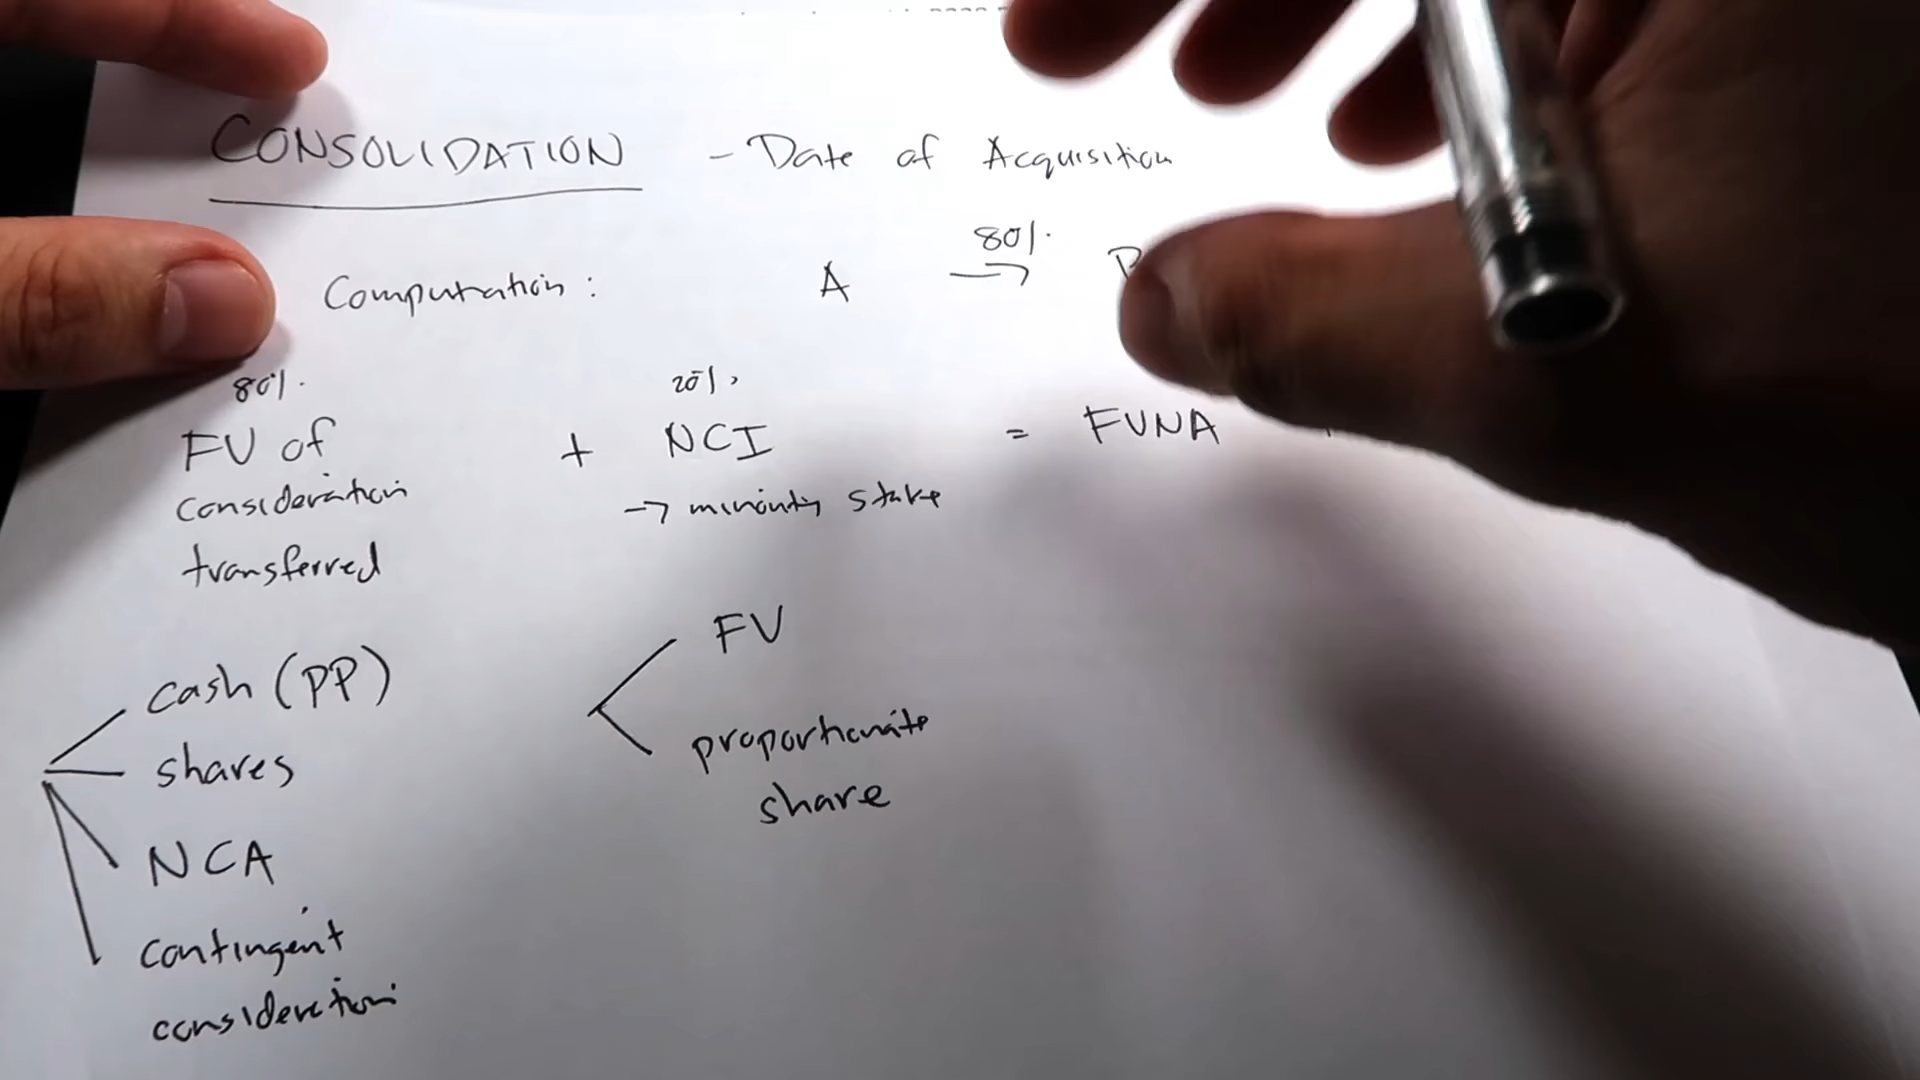 CONSOLIDATION - Date of Acquisition
Computation : A 80% →
80% 20%
FV of + NCI = FVNA
consideration → minority stake
transferred
FV
cash (PP)
proportionate
shares
share
NCA
contingent
consideration